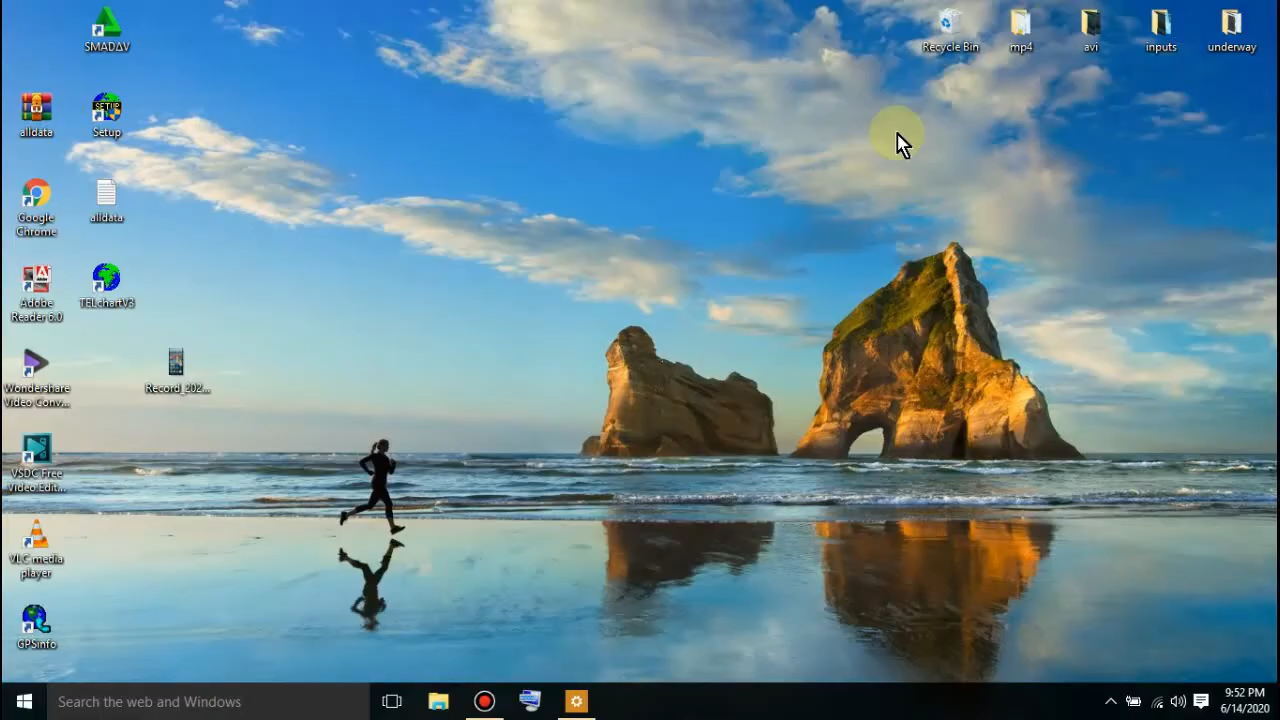 SMADΔV
Recycle Bin
mp4
avi
inputs
underway
alldata
SETUP
Setup
Google
Chrome
alldata
Adobe
Reader 6.0
TELchartV3
Wondershare
Video Conv...
Record_202...
VSDC Free
Video Edit...
VLC media
player
GPSinfo
Search the web and Windows
9:52 PM
6/14/2020